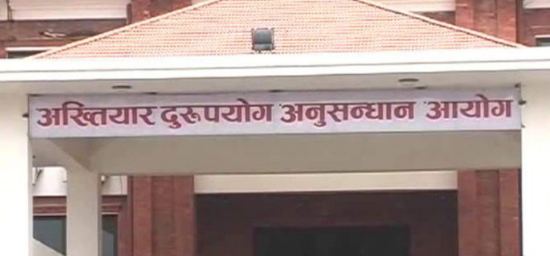 अख्तियार दुरूपयोग अनुसन्धान आयोग